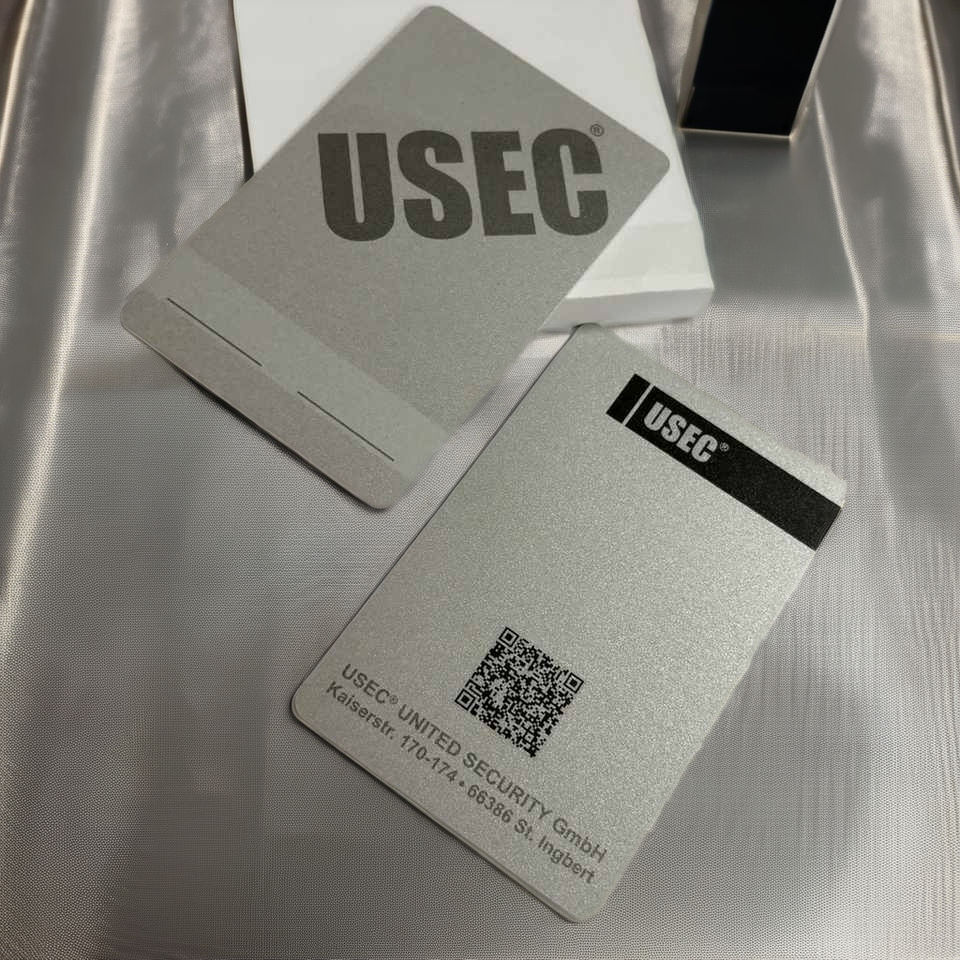 USEC®
USEC®
USEC® UNITED SECURITY GmbH
Kaiserstr. 170-174 • 66386 St. Ingbert